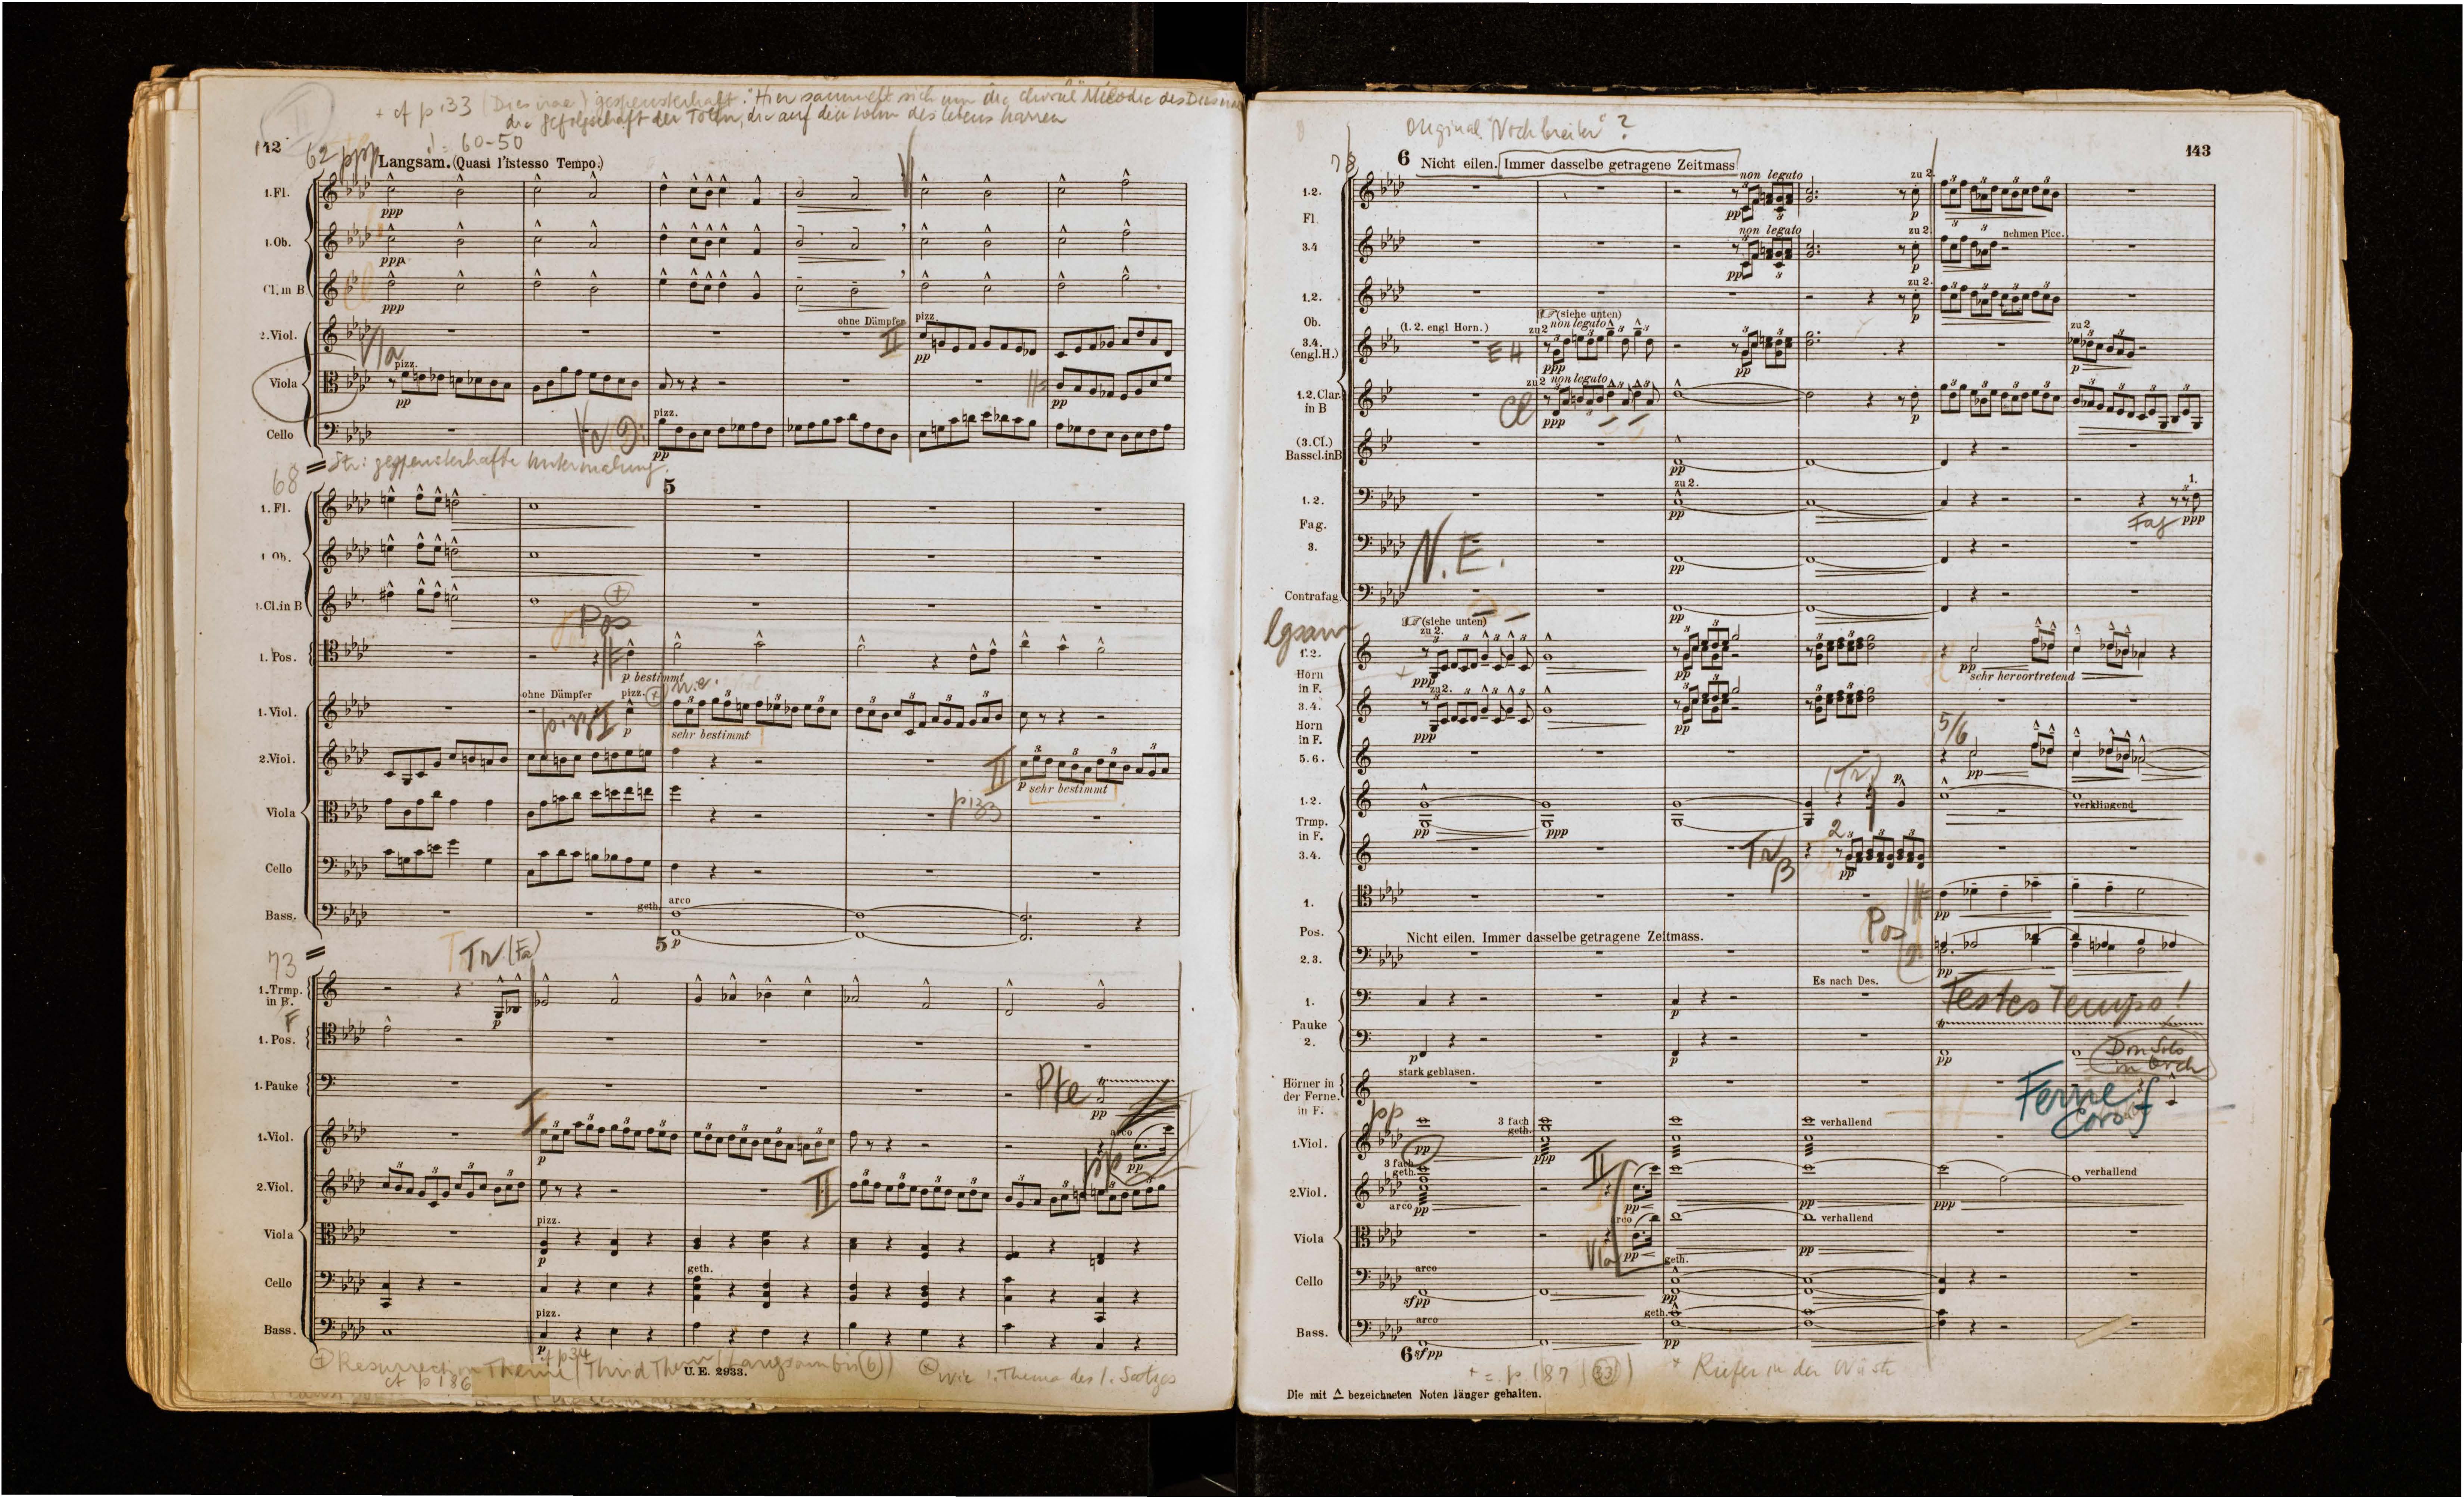 + cf p 133 (Dies irae) gespensterhaft. "Hier sammelt sich um die choral Melodie des Dies irae
die Gefolgschaft der Toten, die auf den Lohn des Lebens harren
142
♩= 60-50
62 ppp Langsam. (Quasi l'istesso Tempo.)
1. Fl.
ppp
1. Ob.
ppp
Cl. in B
ppp
2. Viol.
ohne Dämpfer pizz.
II
pp
Vla
Viola
pizz.
pp
pp
Cello
Vc
pizz.
pp
68
Str: gespensterhafte Untermalung.
5
1. Fl.
1 Ob.
1. Cl. in B
Pos
1. Pos.
p bestimmt
1. Viol.
ohne Dämpfer pizz.
pizz I p
sehr bestimmt
2. Viol.
II
p sehr bestimmt
p 133
Viola
Cello
Bass.
geth. arco
5 p
73
Tr (Fa)
1. Trmp.
in F.
F
p
1. Pos.
1. Pauke
Pke
tr
pp
I
1. Viol.
p
arco
pp
pp
2. Viol.
II
Viola
pizz.
p
Cello
geth.
Bass.
pizz.
p
Resurrection Theme
cf p 34
cf p 186
Third Theme (Langsam bis (6))
wie 1. Thema des 1. Satzes
U. E. 2933.
Original "Noch breiter" ?
78
6 Nicht eilen. Immer dasselbe getragene Zeitmass
143
1. 2.
non legato
zu 2.
pp
p
Fl.
3. 4
non legato
zu 2.
nehmen Picc.
pp
p
1. 2.
zu 2.
p
Ob.
3. 4.
(engl. H.)
(1. 2. engl Horn.)
(siehe unten)
zu 2 non legato
EH
ppp
pp
zu 2
p
1. 2. Clar.
in B
zu 2 non legato
Cl
ppp
p
(3. Cl.)
Basscl. in B
pp
1. 2.
zu 2.
pp
1.
Fag ppp
Fag.
3.
N. E.
pp
Contrafag.
pp
lgsam
(siehe unten)
zu 2.
1. 2.
ppp
pp
pp
sehr hervortretend
Horn
in F.
3. 4.
zu 2.
ppp
pp
Horn
in F.
5. 6.
5/6
pp
1. 2.
pp
ppp
(Tr)
p
verklingend
Trmp.
in F.
3. 4.
Tr 3
2
pp
1.
pp
Pos.
Nicht eilen. Immer dasselbe getragene Zeitmass.
Pos
2. 3.
pp
Es nach Des.
1.
p
Festes Tempo!
Pauke
2.
p
p
tr
pp
Don Solo
in Orch
Hörner in
der Ferne.
in F.
stark geblasen.
Ferne f
pp
1. Viol.
pp
3 fach
geth.
ppp
verhallend
2. Viol.
3 fach
geth.
arco pp
II
pp
pp
ppp
verhallend
Viola
arco
Vla pp
pp
verhallend
Cello
arco
sfpp
geth.
pp
Bass.
arco
6 sfpp
geth.
pp
+ = p 187
+ Rufer in der Wüste
Die mit △ bezeichneten Noten länger gehalten.